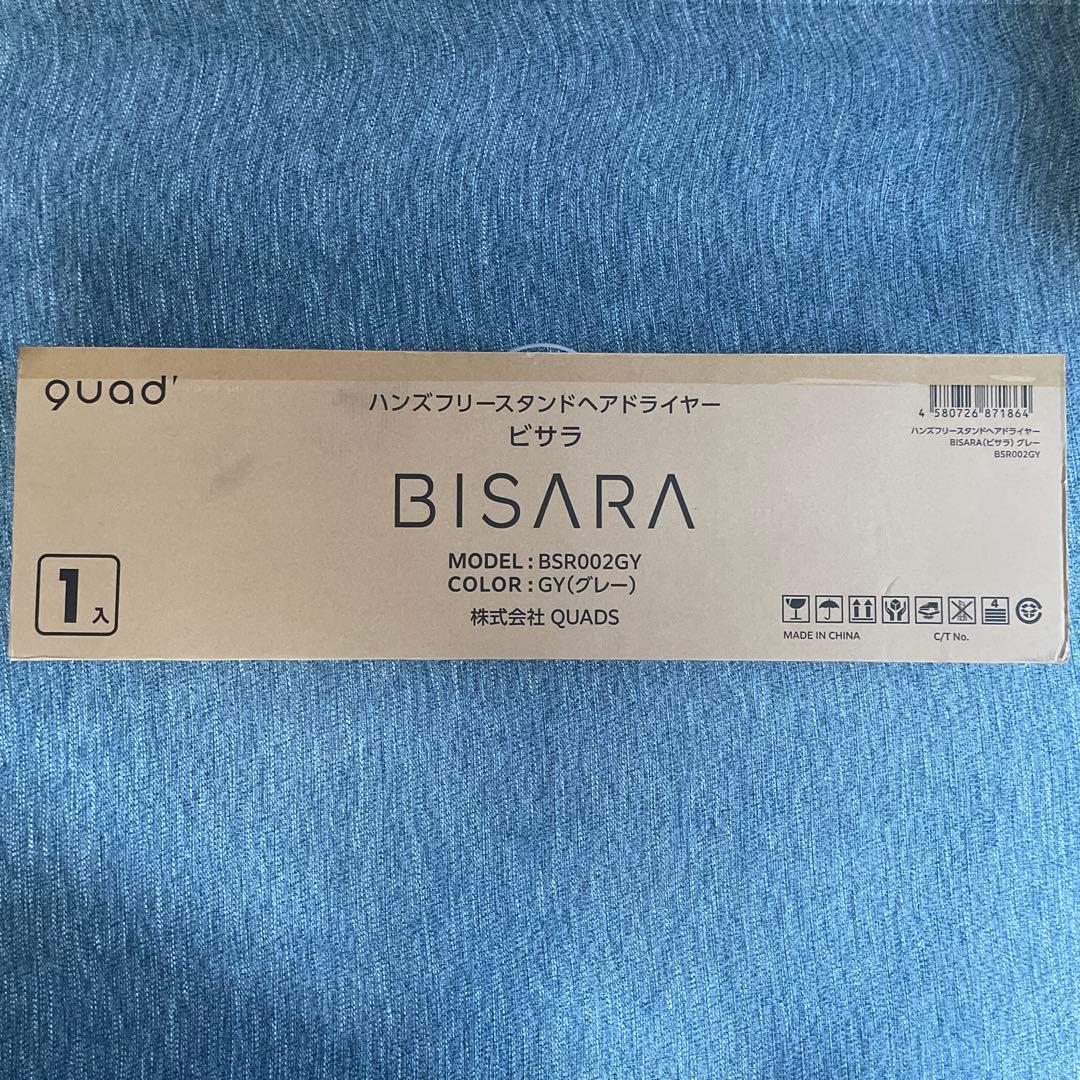 quad'
ハンズフリースタンドヘアドライヤー
ビサラ
BISARA
MODEL : BSR002GY
COLOR : GY(グレー)
株式会社 QUADS
1入
4 580726 871864
ハンズフリースタンドヘアドライヤー
BISARA(ビサラ) グレー
BSR002GY
4
MADE IN CHINA
C/T No.